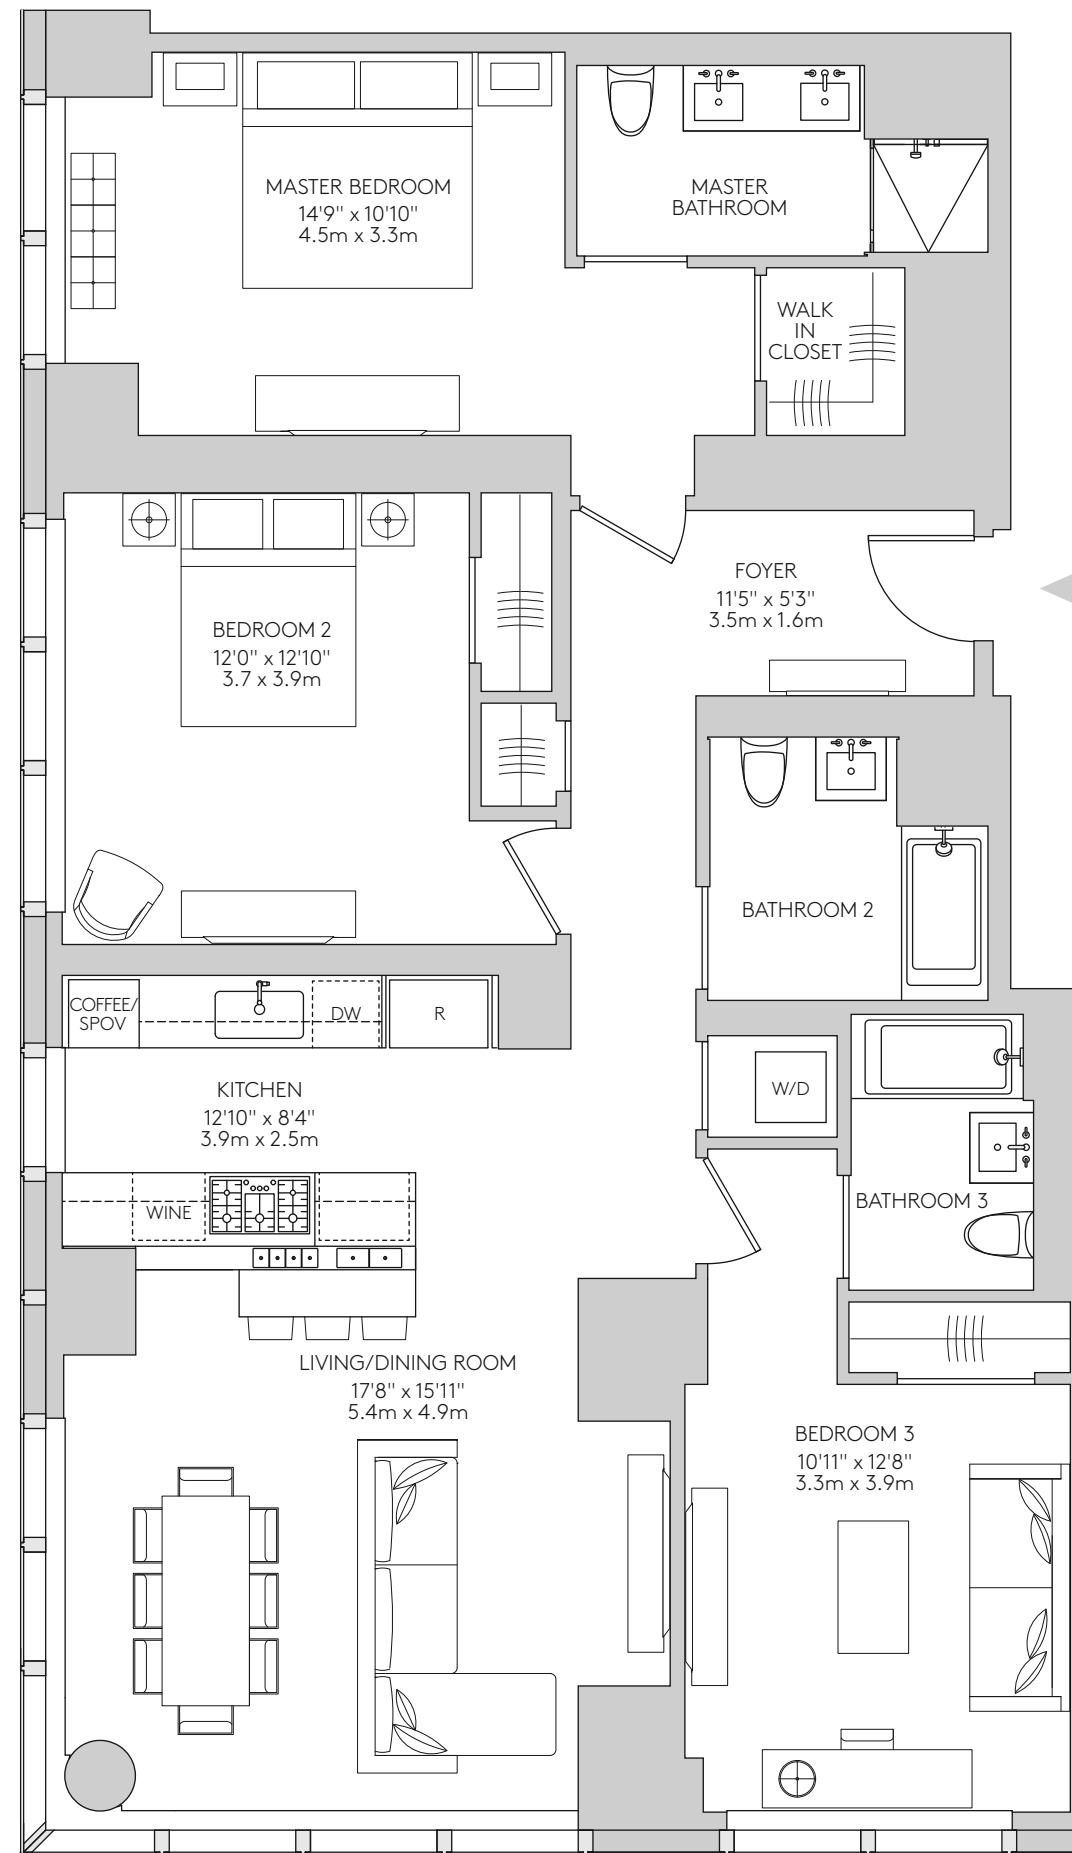 MASTER BEDROOM
14'9" x 10'10"
4.5m x 3.3m
MASTER
BATHROOM
WALK
IN
CLOSET
FOYER
11'5" x 5'3"
3.5m x 1.6m
BEDROOM 2
12'0" x 12'10"
3.7 x 3.9m
BATHROOM 2
COFFEE/
SPOV
DW
R
KITCHEN
12'10" x 8'4"
3.9m x 2.5m
W/D
WINE
BATHROOM 3
LIVING/DINING ROOM
17'8" x 15'11"
5.4m x 4.9m
BEDROOM 3
10'11" x 12'8"
3.3m x 3.9m